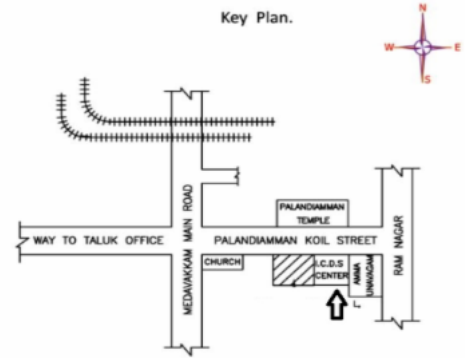 Key Plan.
N
W E
S
PALANDIAMMAN
TEMPLE
WAY TO TALUK OFFICE
MEDAVAKKAM MAIN ROAD
PALANDIAMMAN KOIL STREET
RAM NAGAR
CHURCH
I.C.D.S
CENTER
AMMA
UNAVAGAM